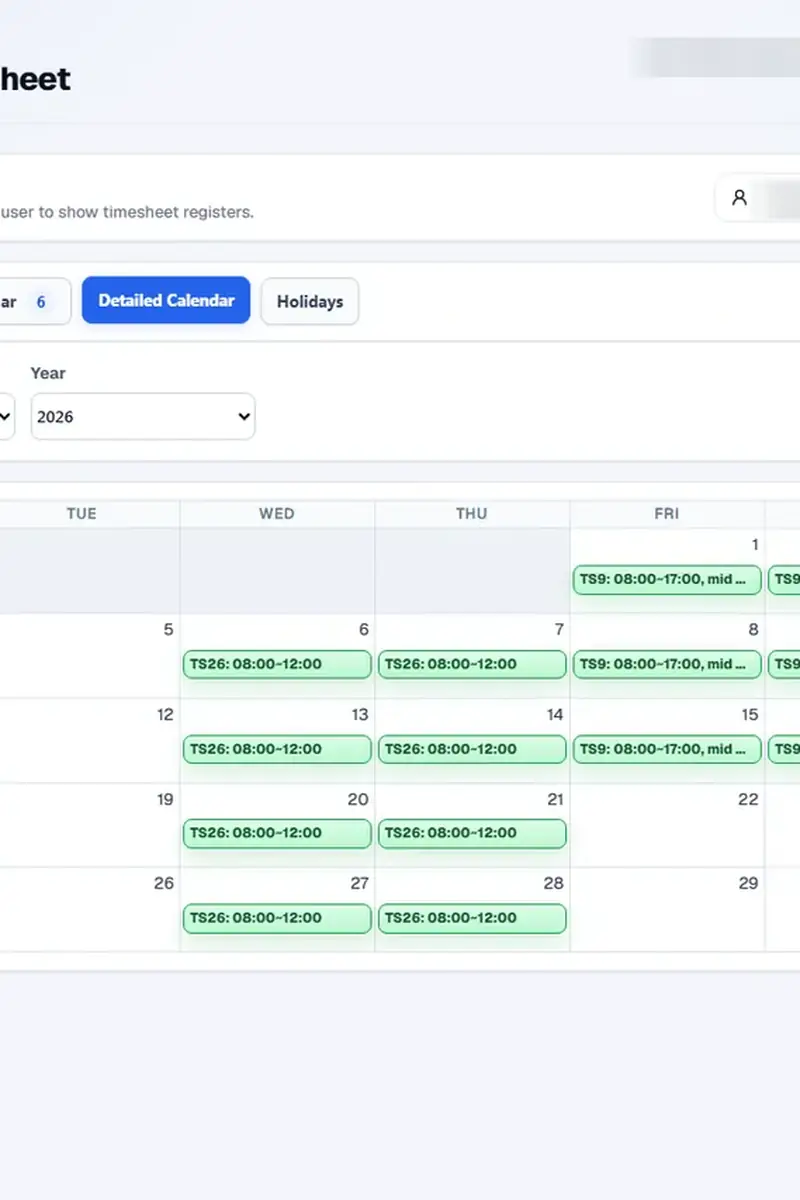 heet
user to show timesheet registers.
ar 6 Detailed Calendar Holidays
Year
2026
TUE WED THU FRI
1
TS9: 08:00~17:00, mid ... TS9
5 6 7 8
TS26: 08:00~12:00 TS26: 08:00~12:00 TS9: 08:00~17:00, mid ... TS9
12 13 14 15
TS26: 08:00~12:00 TS26: 08:00~12:00 TS9: 08:00~17:00, mid ... TS9
19 20 21 22
TS26: 08:00~12:00 TS26: 08:00~12:00
26 27 28 29
TS26: 08:00~12:00 TS26: 08:00~12:00